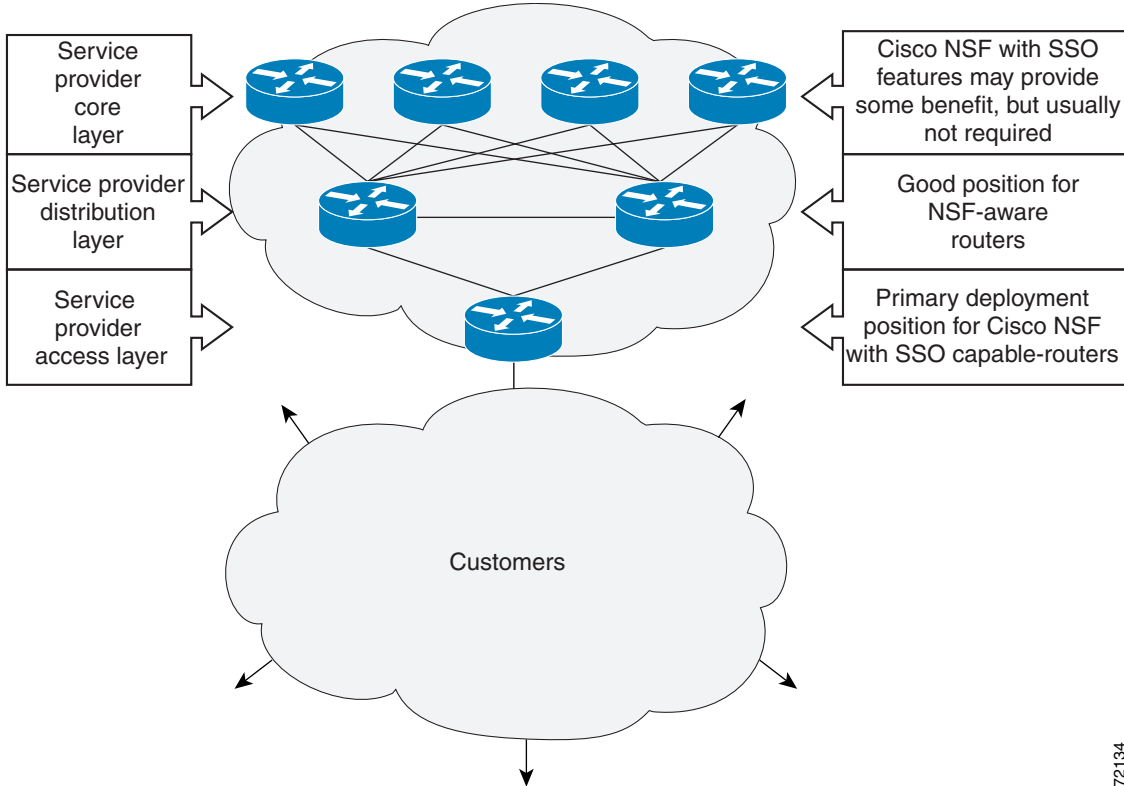 Service
provider
core
layer
Cisco NSF with SSO
features may provide
some benefit, but usually
not required
Service provider
distribution
layer
Good position for
NSF-aware
routers
Service
provider
access layer
Primary deployment
position for Cisco NSF
with SSO capable-routers
Customers
72134